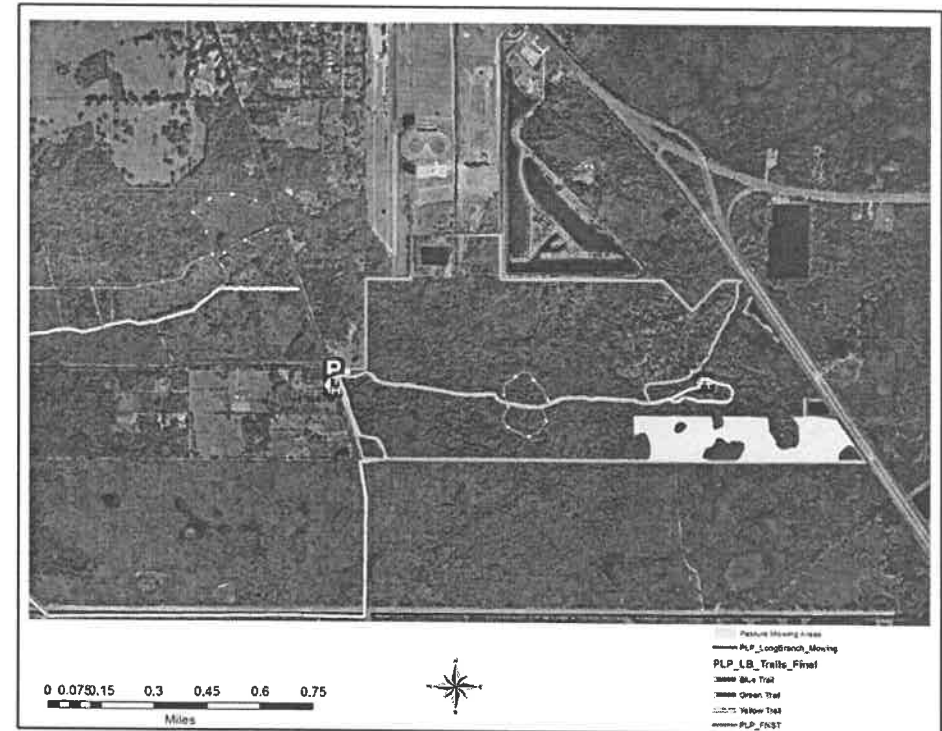 P
Pasture Mowing Areas
PLP_LongBranch_Mowing
PLP_LB_Trails_Final
Blue Trail
Green Trail
Yellow Trail
PLP_FNST
0 0.075 0.15 0.3 0.45 0.6 0.75
Miles